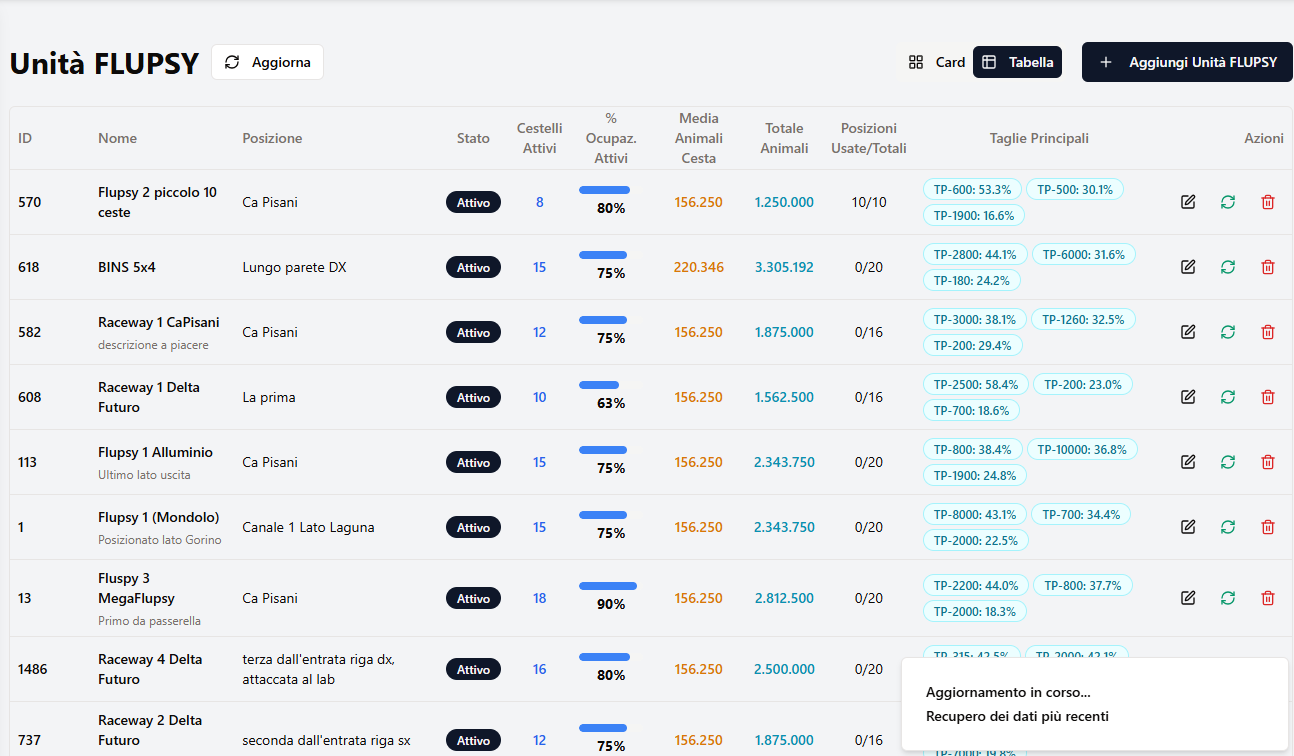 Unità FLUPSY
Aggiorna
Card
Tabella
+ Aggiungi Unità FLUPSY
ID
Nome
Posizione
Stato
Cestelli
Attivi
%
Ocupaz.
Attivi
Media
Animali
Cesta
Totale
Animali
Posizioni
Usate/Totali
Taglie Principali
Azioni
570
Flupsy 2 piccolo 10
ceste
Ca Pisani
Attivo
8
80%
156.250
1.250.000
10/10
TP-600: 53.3% TP-500: 30.1%
TP-1900: 16.6%
618
BINS 5x4
Lungo parete DX
Attivo
15
75%
220.346
3.305.192
0/20
TP-2800: 44.1% TP-6000: 31.6%
TP-180: 24.2%
582
Raceway 1 CaPisani
descrizione a piacere
Ca Pisani
Attivo
12
75%
156.250
1.875.000
0/16
TP-3000: 38.1% TP-1260: 32.5%
TP-200: 29.4%
608
Raceway 1 Delta
Futuro
La prima
Attivo
10
63%
156.250
1.562.500
0/16
TP-2500: 58.4% TP-200: 23.0%
TP-700: 18.6%
113
Flupsy 1 Alluminio
Ultimo lato uscita
Ca Pisani
Attivo
15
75%
156.250
2.343.750
0/20
TP-800: 38.4% TP-10000: 36.8%
TP-1900: 24.8%
1
Flupsy 1 (Mondolo)
Posizionato lato Gorino
Canale 1 Lato Laguna
Attivo
15
75%
156.250
2.343.750
0/20
TP-8000: 43.1% TP-700: 34.4%
TP-2000: 22.5%
13
Fluspy 3
MegaFlupsy
Primo da passerella
Ca Pisani
Attivo
18
90%
156.250
2.812.500
0/20
TP-2200: 44.0% TP-800: 37.7%
TP-2000: 18.3%
1486
Raceway 4 Delta
Futuro
terza dall'entrata riga dx,
attaccata al lab
Attivo
16
80%
156.250
2.500.000
0/20
TP-315: 42.5% TP-2000: 42.1%
737
Raceway 2 Delta
Futuro
seconda dall'entrata riga sx
Attivo
12
75%
156.250
1.875.000
0/16
TP-7000: 19.8%
Aggiornamento in corso...
Recupero dei dati più recenti